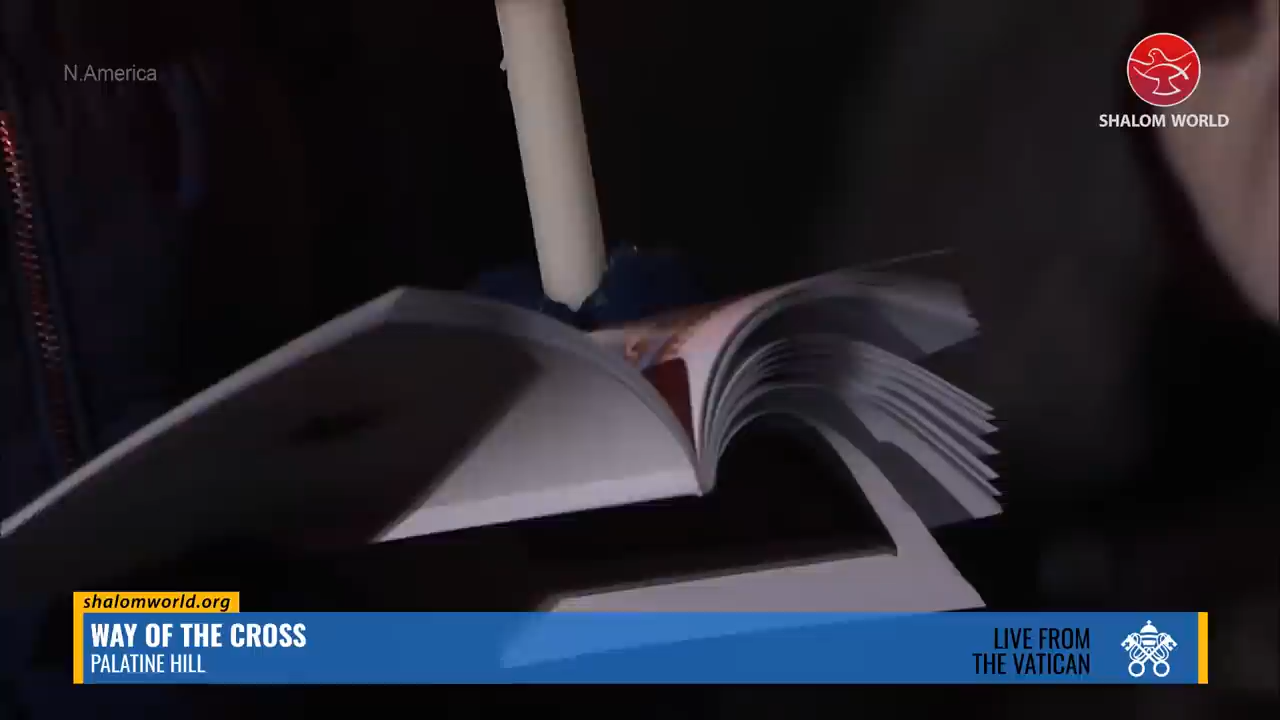 N.America
SHALOM WORLD
shalomworld.org
WAY OF THE CROSS
PALATINE HILL
LIVE FROM
THE VATICAN